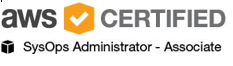 aws CERTIFIED
SysOps Administrator - Associate